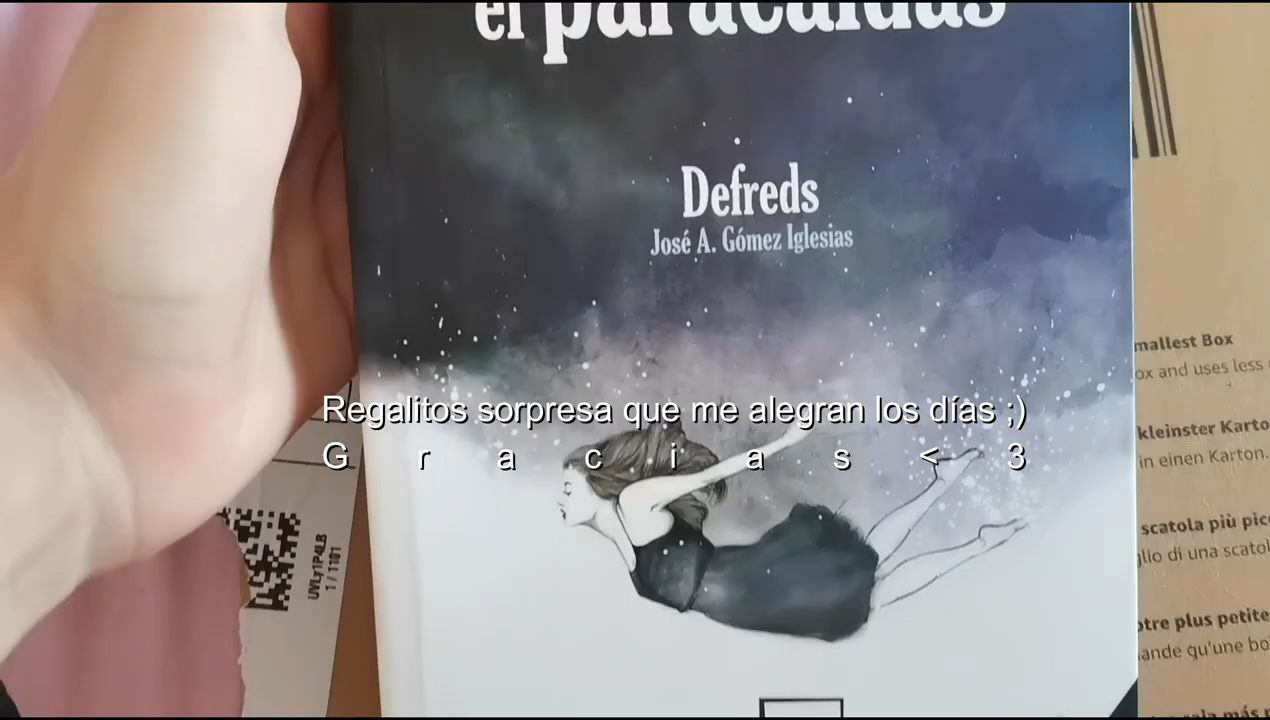 el paracaídas
Defreds
José A. Gómez Iglesias
Regalitos sorpresa que me alegran los días ;)
G r a c i a s < 3
UVLy1P4LB
1 / 1101
mallest Box
ox and uses less
kleinster Karto
in einen Karton.
scatola più pic
glio di una scatol
otre plus petite
ande qu'une bo